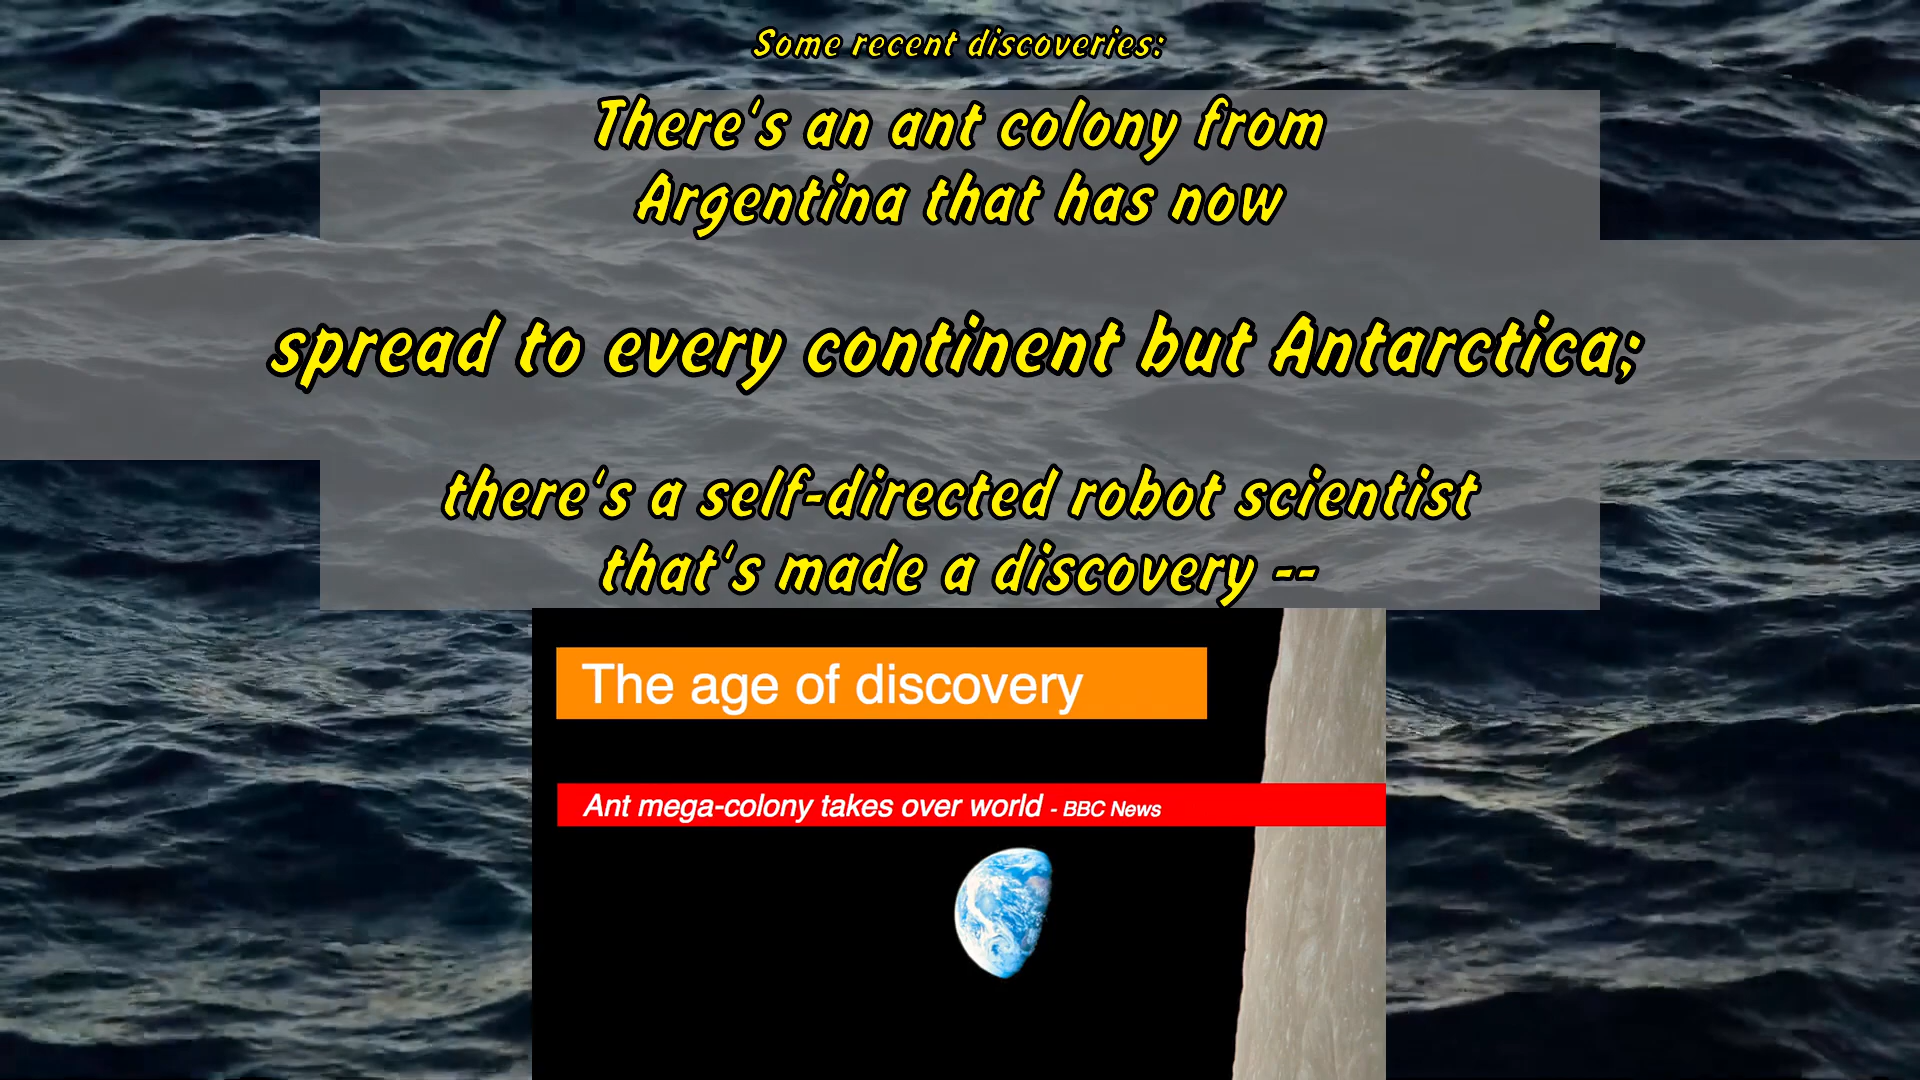 Some recent discoveries:
There's an ant colony from
Argentina that has now
spread to every continent but Antarctica;
there's a self-directed robot scientist
that's made a discovery --
The age of discovery
Ant mega-colony takes over world - BBC News